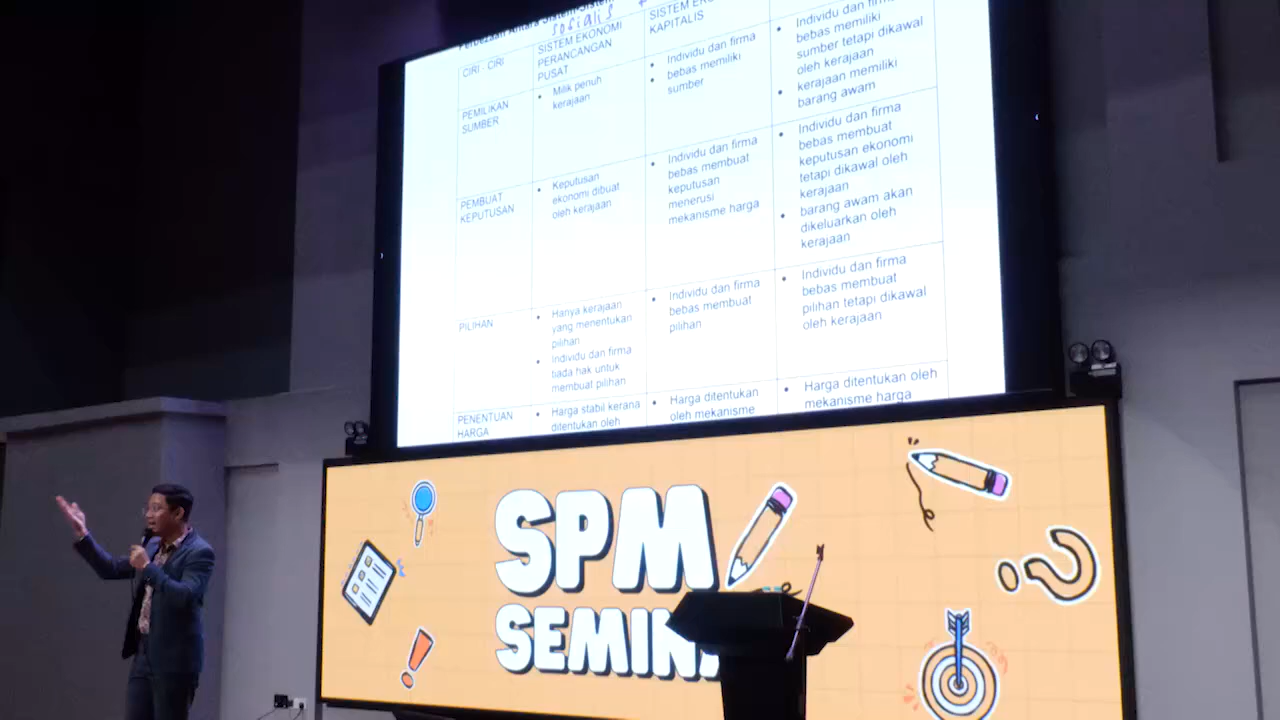 Perbezaan Antara Sistem-Sistem
sosialis
CIRI - CIRI
SISTEM EKONOMI
PERANCANGAN
PUSAT
KAPITALIS
PEMILIKAN
SUMBER
• Milik penuh
kerajaan
• Individu dan firma
• bebas memiliki
• sumber
• Individu dan firma
bebas memiliki
sumber tetapi dikawal
oleh kerajaan
• kerajaan memiliki
barang awam
PEMBUAT
KEPUTUSAN
• Keputusan
ekonomi dibuat
oleh kerajaan
• Individu dan firma
bebas membuat
keputusan
menerusi
mekanisme harga
• Individu dan firma
bebas membuat
keputusan ekonomi
tetapi dikawal oleh
kerajaan
• barang awam akan
dikeluarkan oleh
kerajaan
PILIHAN
• Hanya kerajaan
yang menentukan
pilihan
• Individu dan firma
tiada hak untuk
membuat pilihan
• Individu dan firma
bebas membuat
pilihan
• Individu dan firma
bebas membuat
pilihan tetapi dikawal
oleh kerajaan
PENENTUAN
HARGA
• Harga stabil kerana
ditentukan oleh
• Harga ditentukan
oleh mekanisme
• Harga ditentukan oleh
mekanisme harga
SPM
SEMINA